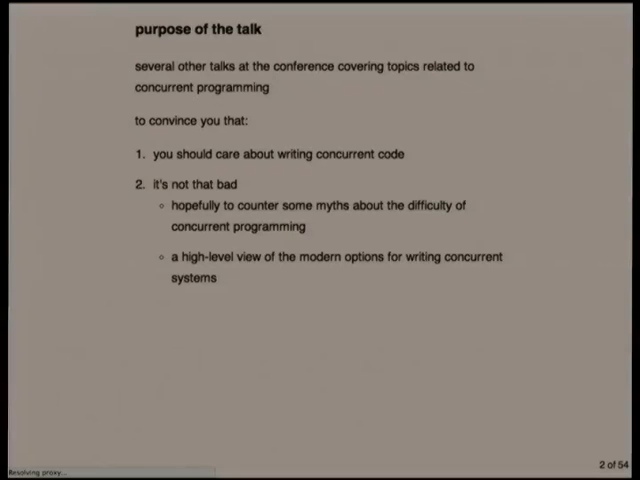 purpose of the talk
several other talks at the conference covering topics related to
concurrent programming
to convince you that:
1. you should care about writing concurrent code
2. it's not that bad
◦ hopefully to counter some myths about the difficulty of
concurrent programming
◦ a high-level view of the modern options for writing concurrent
systems
2 of 54
Resolving proxy...